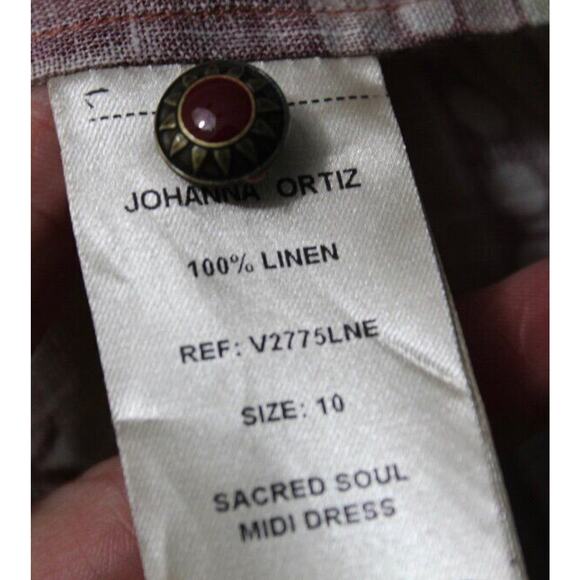 JOHANNA ORTIZ
100% LINEN
REF: V2775LNE
SIZE: 10
SACRED SOUL
MIDI DRESS